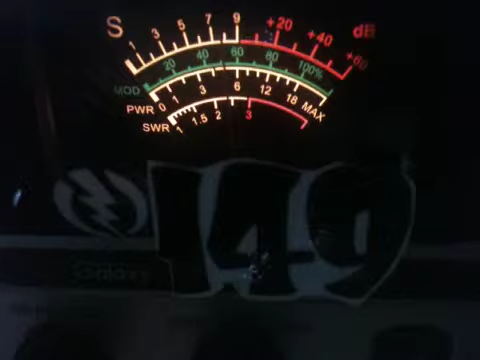 S 1 3 5 7 9 +20 +40 +60 dB
MOD 20 40 60 80 100%
PWR 0 1 3 6 12 18 MAX
SWR 1 1.5 2 3
149
Galaxy